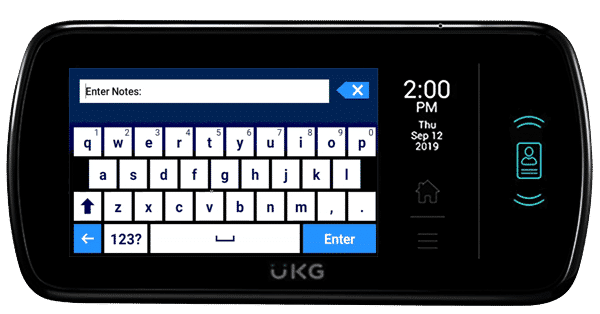 Enter Notes:
2:00
PM
Thu
Sep 12
2019
1 2 3 4 5 6 7 8 9 0
q w e r t y u i o p
a s d f g h j k l
z x c v b n m , .
123? Enter
UKG